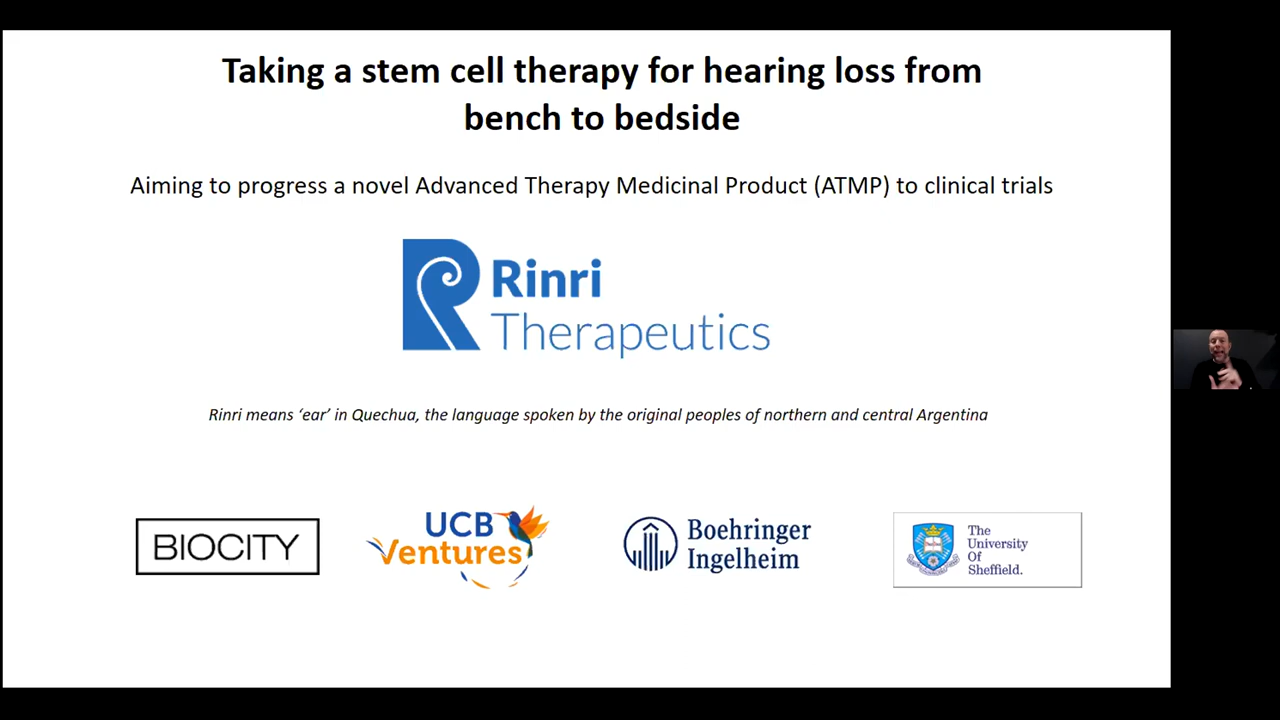 Taking a stem cell therapy for hearing loss from
bench to bedside
Aiming to progress a novel Advanced Therapy Medicinal Product (ATMP) to clinical trials
Rinri
Therapeutics
Rinri means ‘ear’ in Quechua, the language spoken by the original peoples of northern and central Argentina
BIOCITY
UCB
Ventures
Boehringer
Ingelheim
The
University
Of
Sheffield.